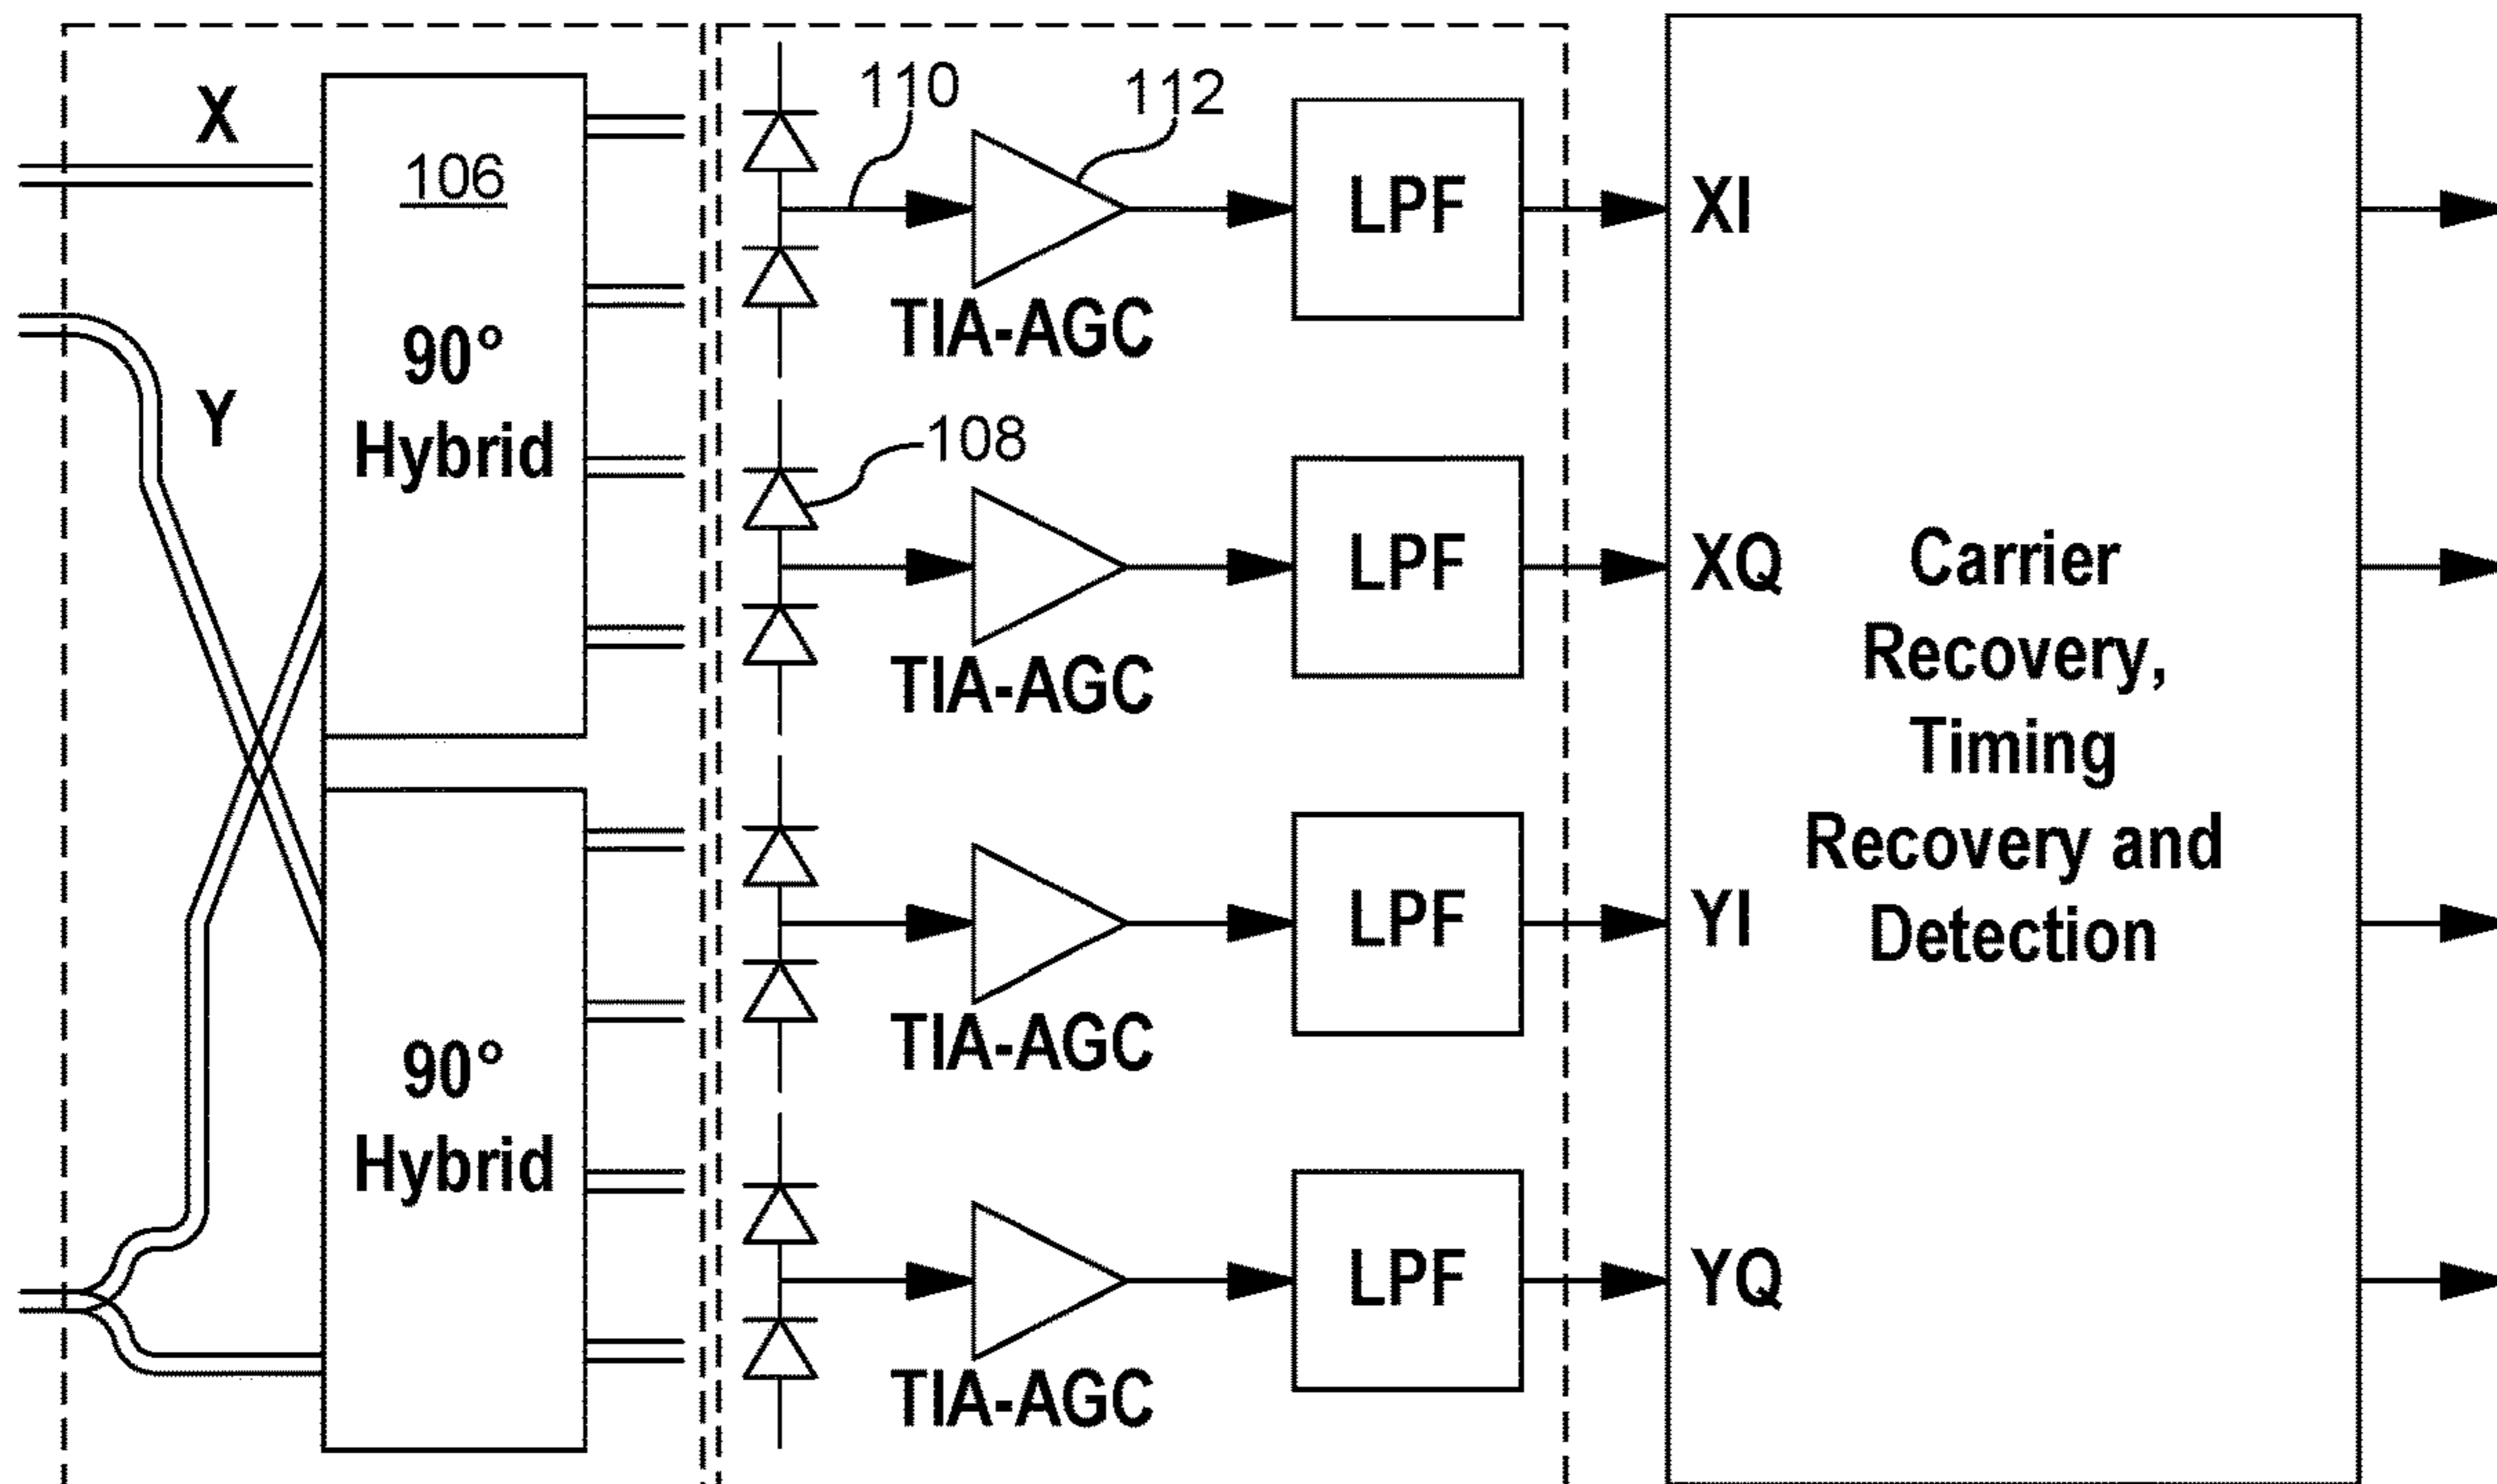 X
106
90°
Hybrid
Y
110
112
TIA-AGC
LPF
XI
108
TIA-AGC
LPF
XQ
90°
Hybrid
TIA-AGC
LPF
YI
TIA-AGC
LPF
YQ
Carrier
Recovery,
Timing
Recovery and
Detection